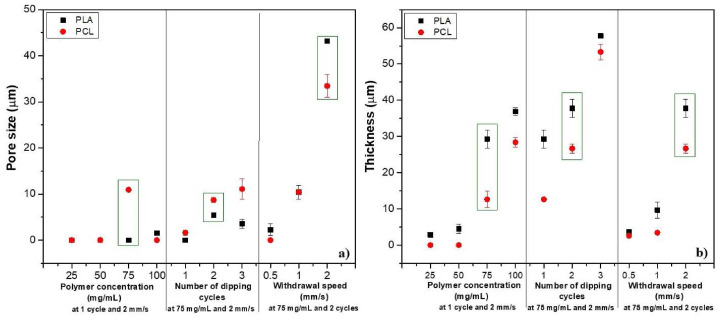 50
40
30
20
10
0
Pore size (μm)
PLA
PCL
a)
25 50 75 100 1 2 3 0.5 1 2
Polymer concentration
(mg/mL)
at 1 cycle and 2 mm/s
Number of dipping
cycles
at 75 mg/mL and 2 mm/s
Withdrawal speed
(mm/s)
at 75 mg/mL and 2 cycles
60
50
40
30
20
10
0
Thickness (μm)
PLA
PCL
b)
25 50 75 100 1 2 3 0.5 1 2
Polymer concentration
(mg/mL)
at 1 cycle and 2 mm/s
Number of dipping
cycles
at 75 mg/mL and 2 mm/s
Withdrawal speed
(mm/s)
at 75 mg/mL and 2 cycles